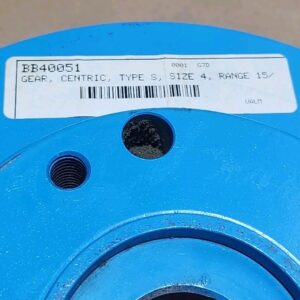 BB40051
0001 G7D
GEAR, CENTRIC, TYPE S, SIZE 4, RANGE 15/
VALM